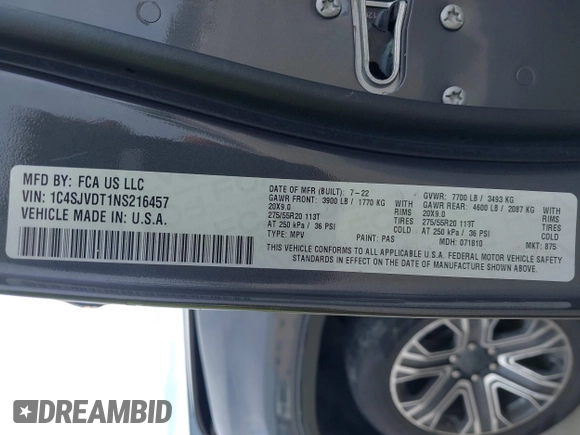 MFD BY: FCA US LLC
VIN: 1C4SJVDT1NS216457
VEHICLE MADE IN U.S.A.
DATE OF MFR (BUILT) 7-22 GVWR: 7700 LB / 3493 KG
GAWR FRONT: 3900 LB / 1770 KG RIMS GAWR REAR: 4600 LB / 2087 KG
20X9.0 RIMS 20X9.0 RIMS
275/55R20 113T TIRES 275/55R20 113T TIRES
AT 250 kPa / 36 PSI COLD AT 250 kPa / 36 PSI COLD
TYPE: MPV PAINT: PAS MDH: 071810 MKT: 875
CONFORMS TO ALL APPLICABLE U.S.A. FEDERAL MOTOR VEHICLE SAFETY
STANDARDS IN EFFECT ON THE DATE OF MANUFACTURE SHOWN ABOVE.
DREAMBID